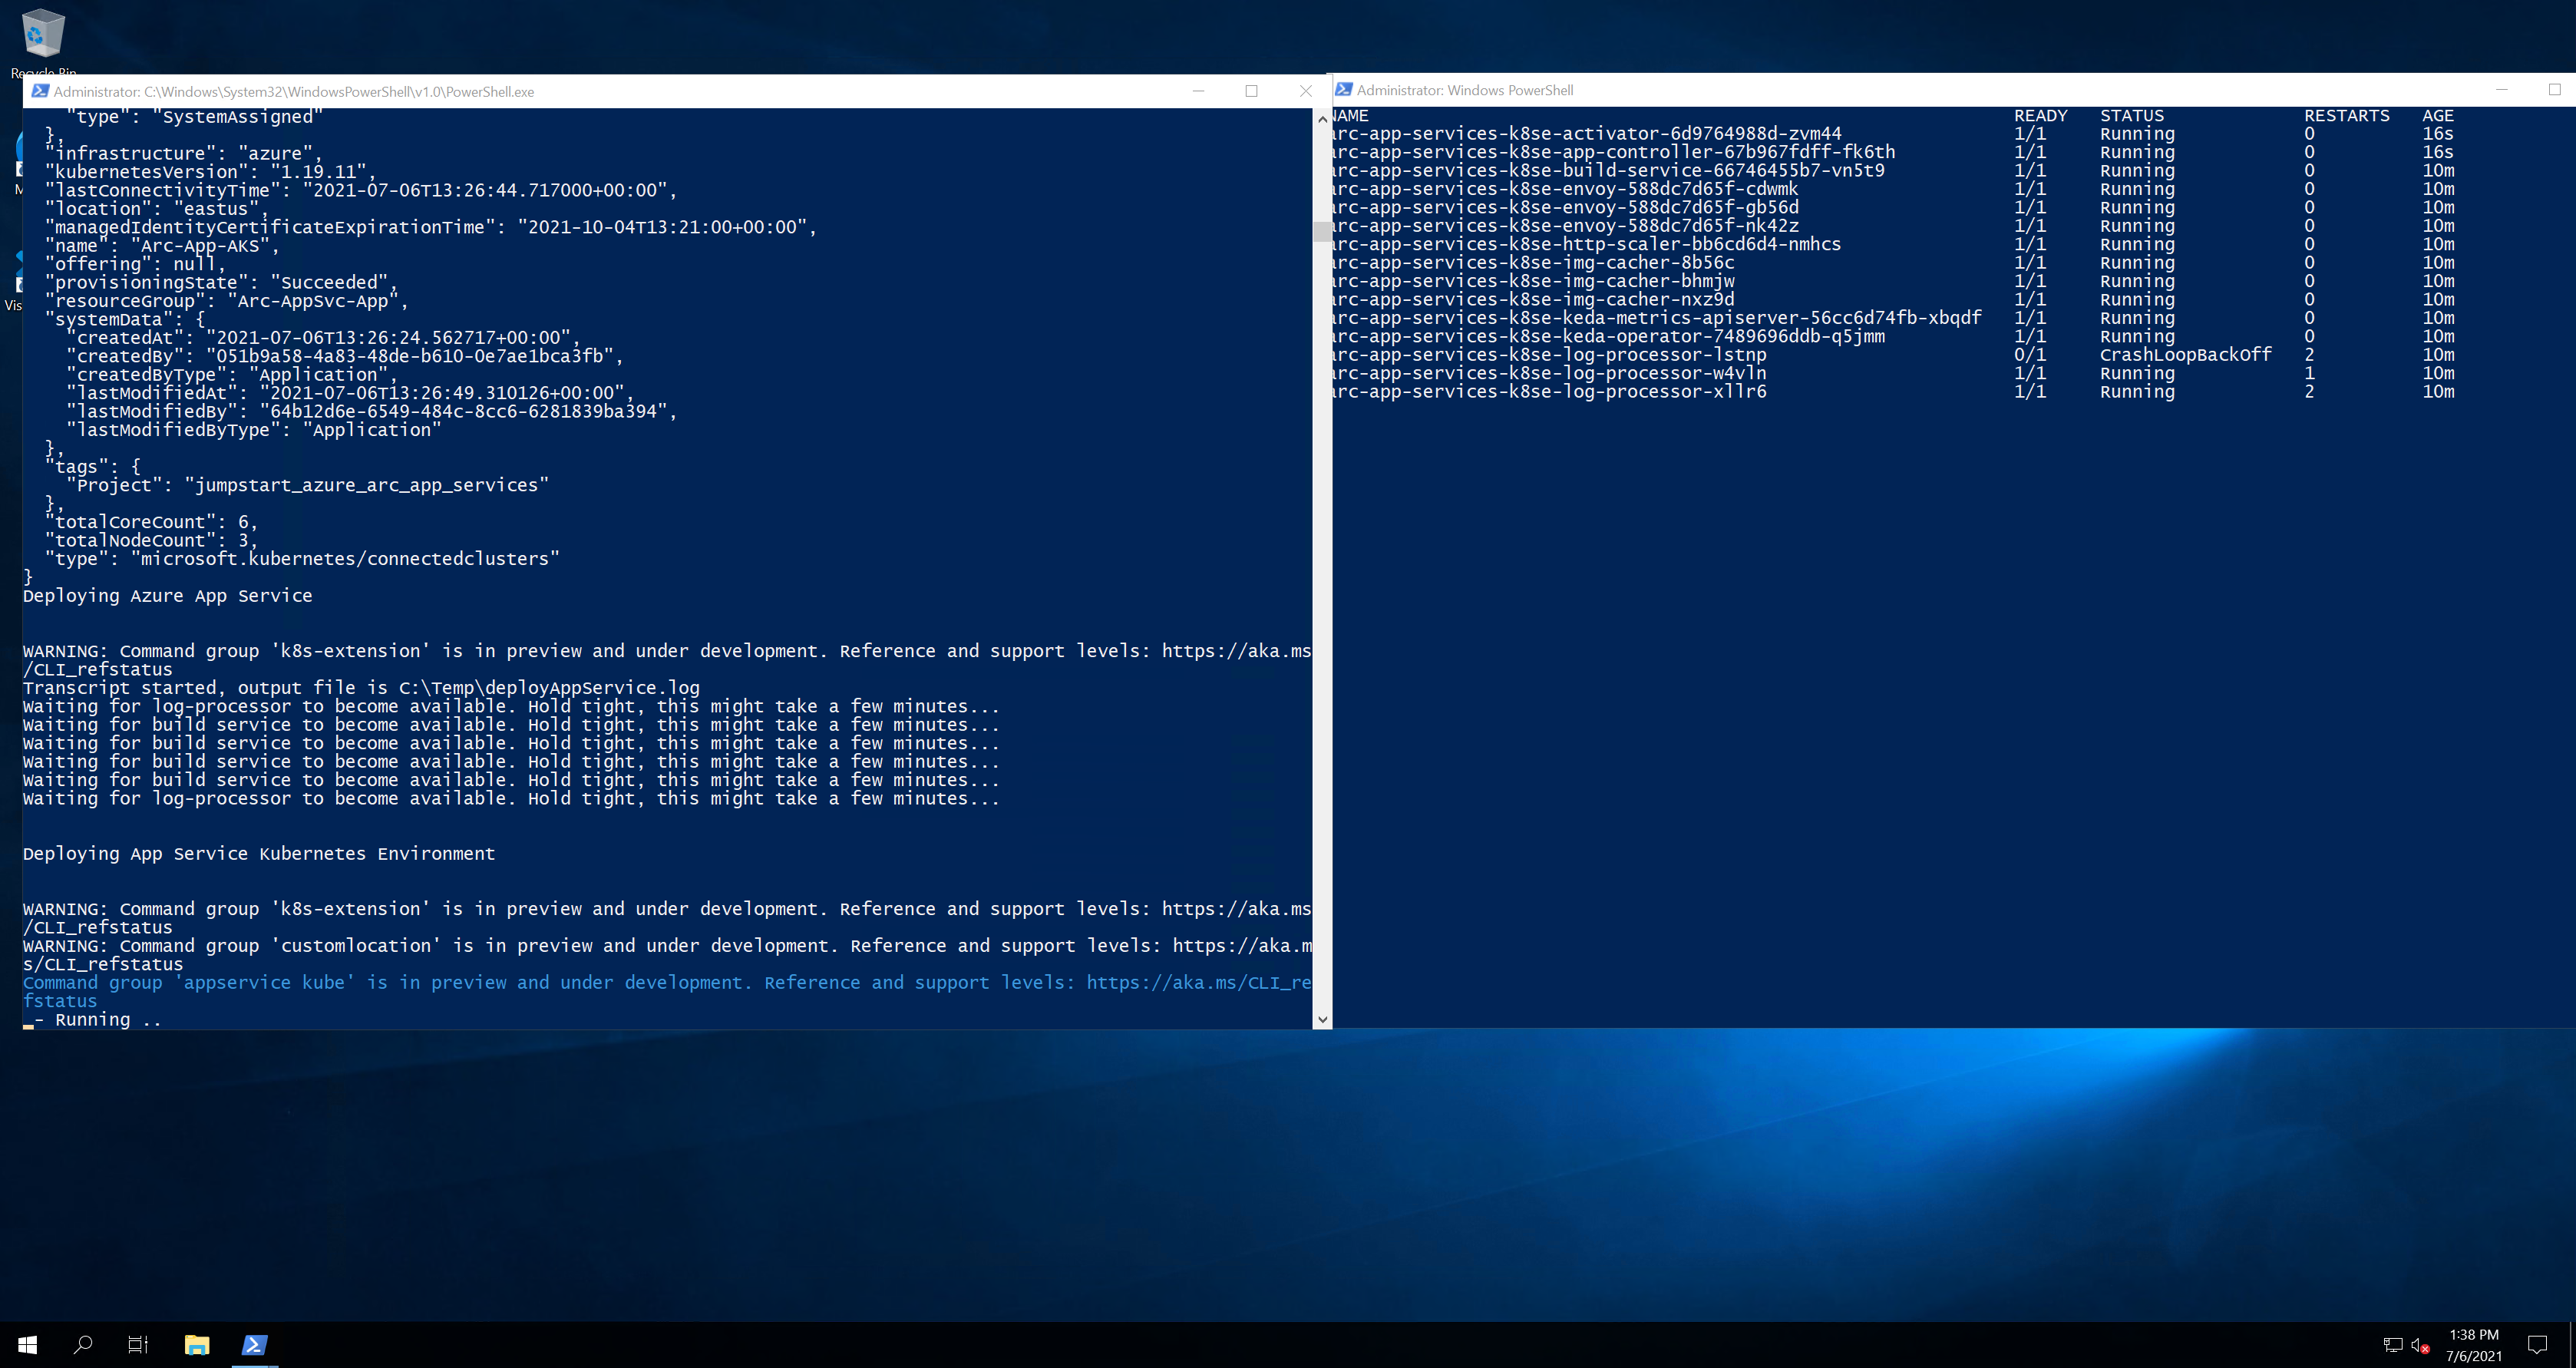 Recycle Bin
M
Vis
Administrator: C:\Windows\System32\WindowsPowerShell\v1.0\PowerShell.exe
    "type": "SystemAssigned"
  },
  "infrastructure": "azure",
  "kubernetesVersion": "1.19.11",
  "lastConnectivityTime": "2021-07-06T13:26:44.717000+00:00",
  "location": "eastus",
  "managedIdentityCertificateExpirationTime": "2021-10-04T13:21:00+00:00",
  "name": "Arc-App-AKS",
  "offering": null,
  "provisioningState": "Succeeded",
  "resourceGroup": "Arc-AppSvc-App",
  "systemData": {
    "createdAt": "2021-07-06T13:26:24.562717+00:00",
    "createdBy": "051b9a58-4a83-48de-b610-0e7ae1bca3fb",
    "createdByType": "Application",
    "lastModifiedAt": "2021-07-06T13:26:49.310126+00:00",
    "lastModifiedBy": "64b12d6e-6549-484c-8cc6-6281839ba394",
    "lastModifiedByType": "Application"
  },
  "tags": {
    "Project": "jumpstart_azure_arc_app_services"
  },
  "totalCoreCount": 6,
  "totalNodeCount": 3,
  "type": "microsoft.kubernetes/connectedclusters"
}
Deploying Azure App Service
WARNING: Command group 'k8s-extension' is in preview and under development. Reference and support levels: https://aka.ms
/CLI_refstatus
Transcript started, output file is C:\Temp\deployAppService.log
Waiting for log-processor to become available. Hold tight, this might take a few minutes...
Waiting for build service to become available. Hold tight, this might take a few minutes...
Waiting for build service to become available. Hold tight, this might take a few minutes...
Waiting for build service to become available. Hold tight, this might take a few minutes...
Waiting for build service to become available. Hold tight, this might take a few minutes...
Waiting for log-processor to become available. Hold tight, this might take a few minutes...
Deploying App Service Kubernetes Environment
WARNING: Command group 'k8s-extension' is in preview and under development. Reference and support levels: https://aka.ms
/CLI_refstatus
WARNING: Command group 'customlocation' is in preview and under development. Reference and support levels: https://aka.m
s/CLI_refstatus
Command group 'appservice kube' is in preview and under development. Reference and support levels: https://aka.ms/CLI_re
fstatus
_- Running ..
Administrator: Windows PowerShell
NAME READY STATUS RESTARTS AGE
arc-app-services-k8se-activator-6d9764988d-zvm44 1/1 Running 0 16s
arc-app-services-k8se-app-controller-67b967fdff-fk6th 1/1 Running 0 16s
arc-app-services-k8se-build-service-66746455b7-vn5t9 1/1 Running 0 10m
arc-app-services-k8se-envoy-588dc7d65f-cdwmk 1/1 Running 0 10m
arc-app-services-k8se-envoy-588dc7d65f-gb56d 1/1 Running 0 10m
arc-app-services-k8se-envoy-588dc7d65f-nk42z 1/1 Running 0 10m
arc-app-services-k8se-http-scaler-bb6cd6d4-nmhcs 1/1 Running 0 10m
arc-app-services-k8se-img-cacher-8b56c 1/1 Running 0 10m
arc-app-services-k8se-img-cacher-bhmjw 1/1 Running 0 10m
arc-app-services-k8se-img-cacher-nxz9d 1/1 Running 0 10m
arc-app-services-k8se-keda-metrics-apiserver-56cc6d74fb-xbqdf 1/1 Running 0 10m
arc-app-services-k8se-keda-operator-7489696ddb-q5jmm 1/1 Running 0 10m
arc-app-services-k8se-log-processor-lstnp 0/1 CrashLoopBackOff 2 10m
arc-app-services-k8se-log-processor-w4vln 1/1 Running 1 10m
arc-app-services-k8se-log-processor-xllr6 1/1 Running 2 10m
1:38 PM
7/6/2021